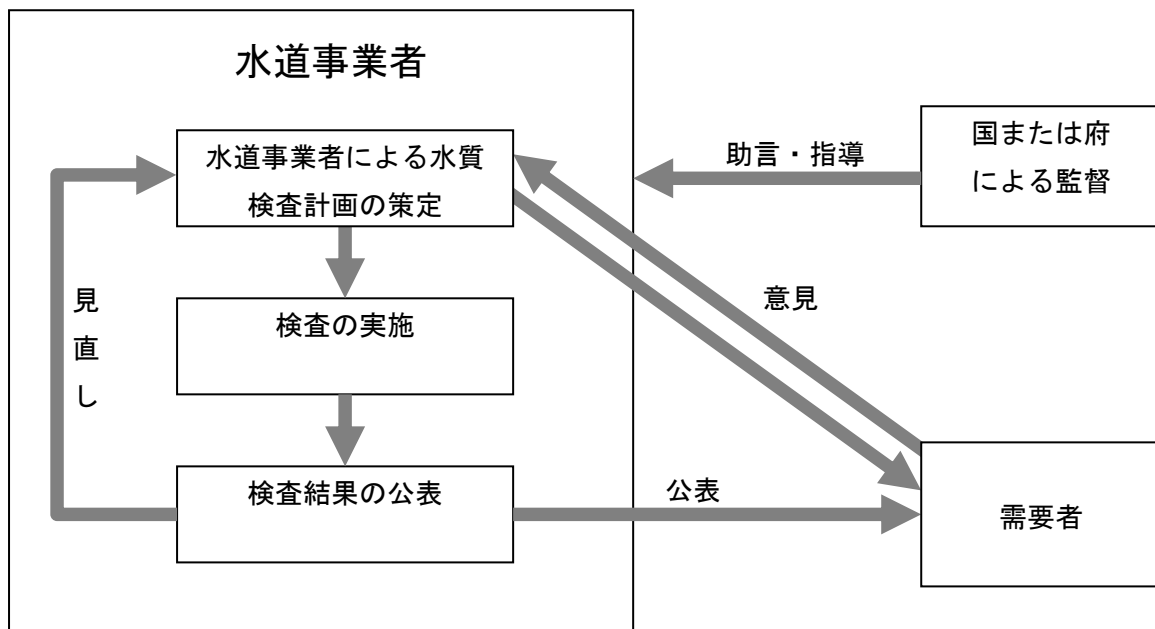 水道事業者
水道事業者による水質
検査計画の策定
検査の実施
検査結果の公表
見
直
し
助言・指導
国または府
による監督
意見
公表
需要者